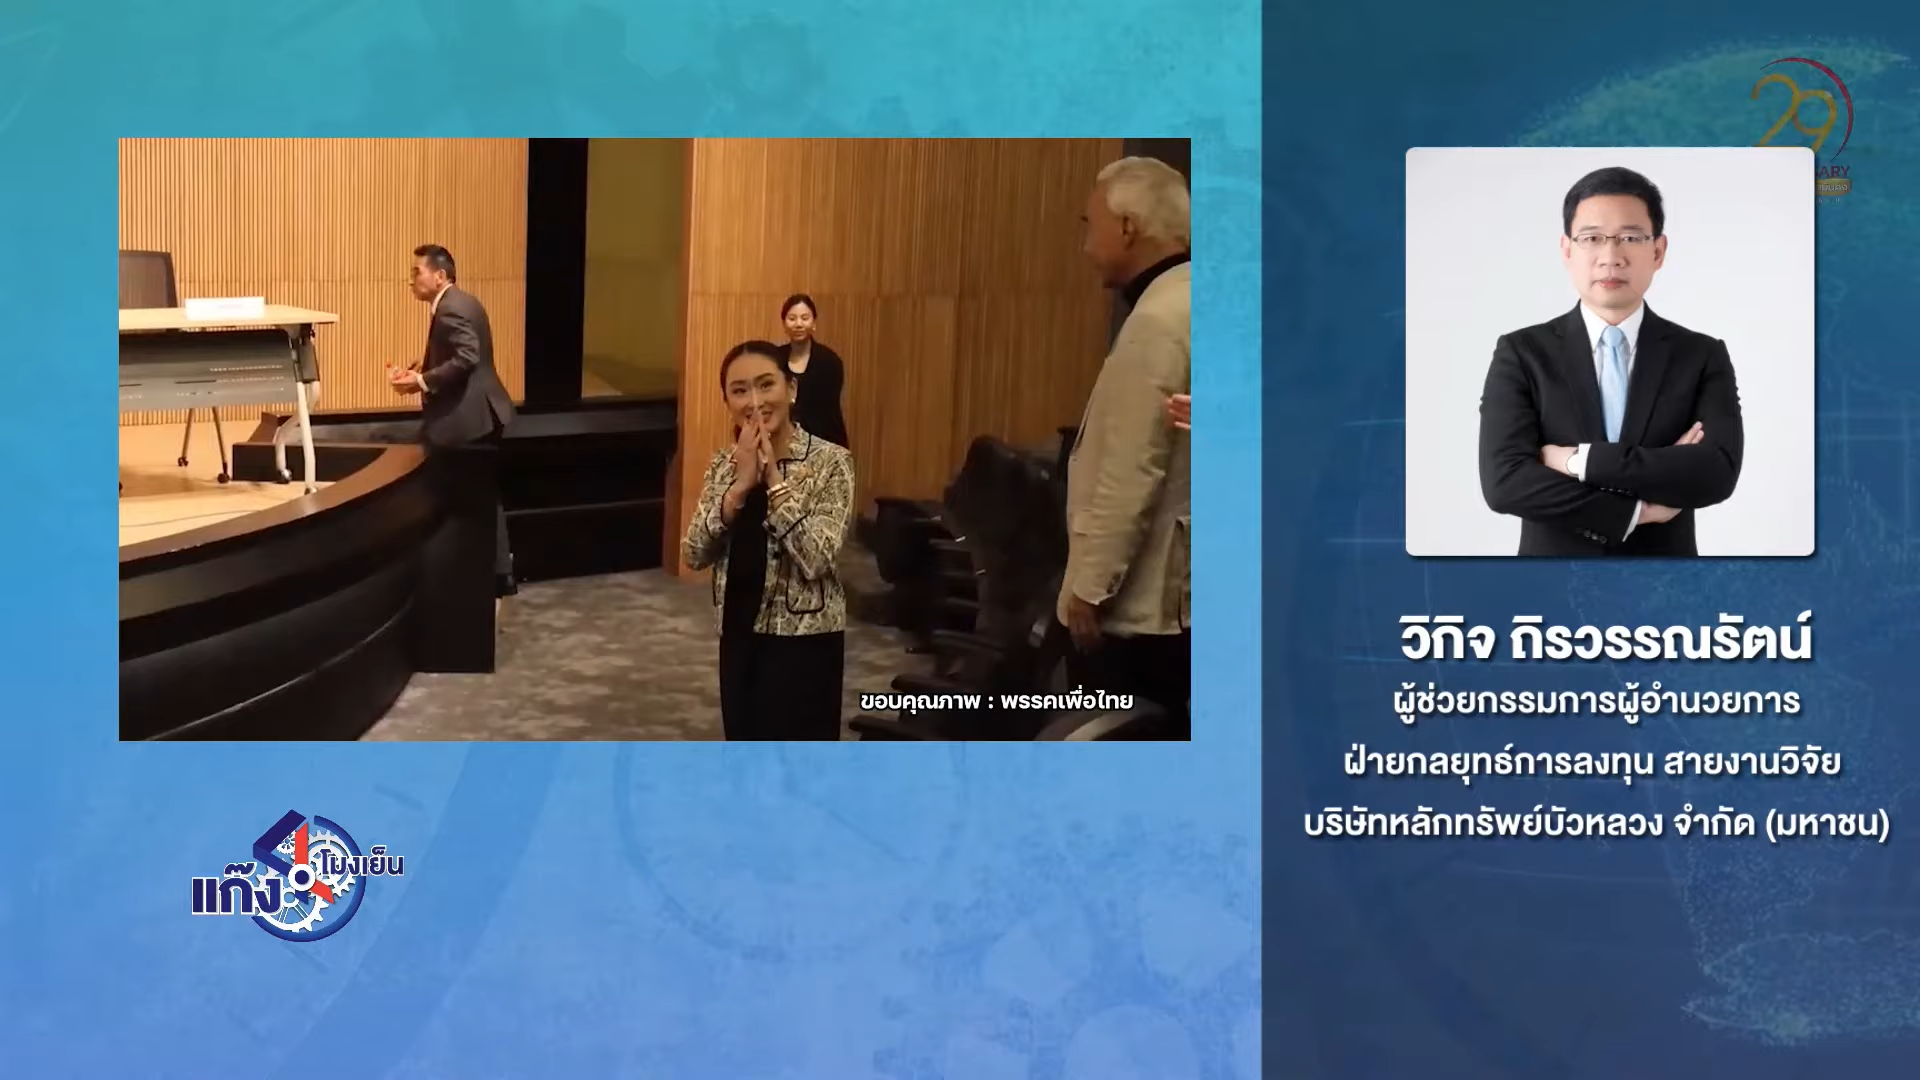 29
ขอบคุณภาพ : พรรคเพื่อไทย
แก๊ง 4 โมงเย็น
วิกิจ ถิรวรรณรัตน์
ผู้ช่วยกรรมการผู้อำนวยการ
ฝ่ายกลยุทธ์การลงทุน สายงานวิจัย
บริษัทหลักทรัพย์บัวหลวง จำกัด (มหาชน)